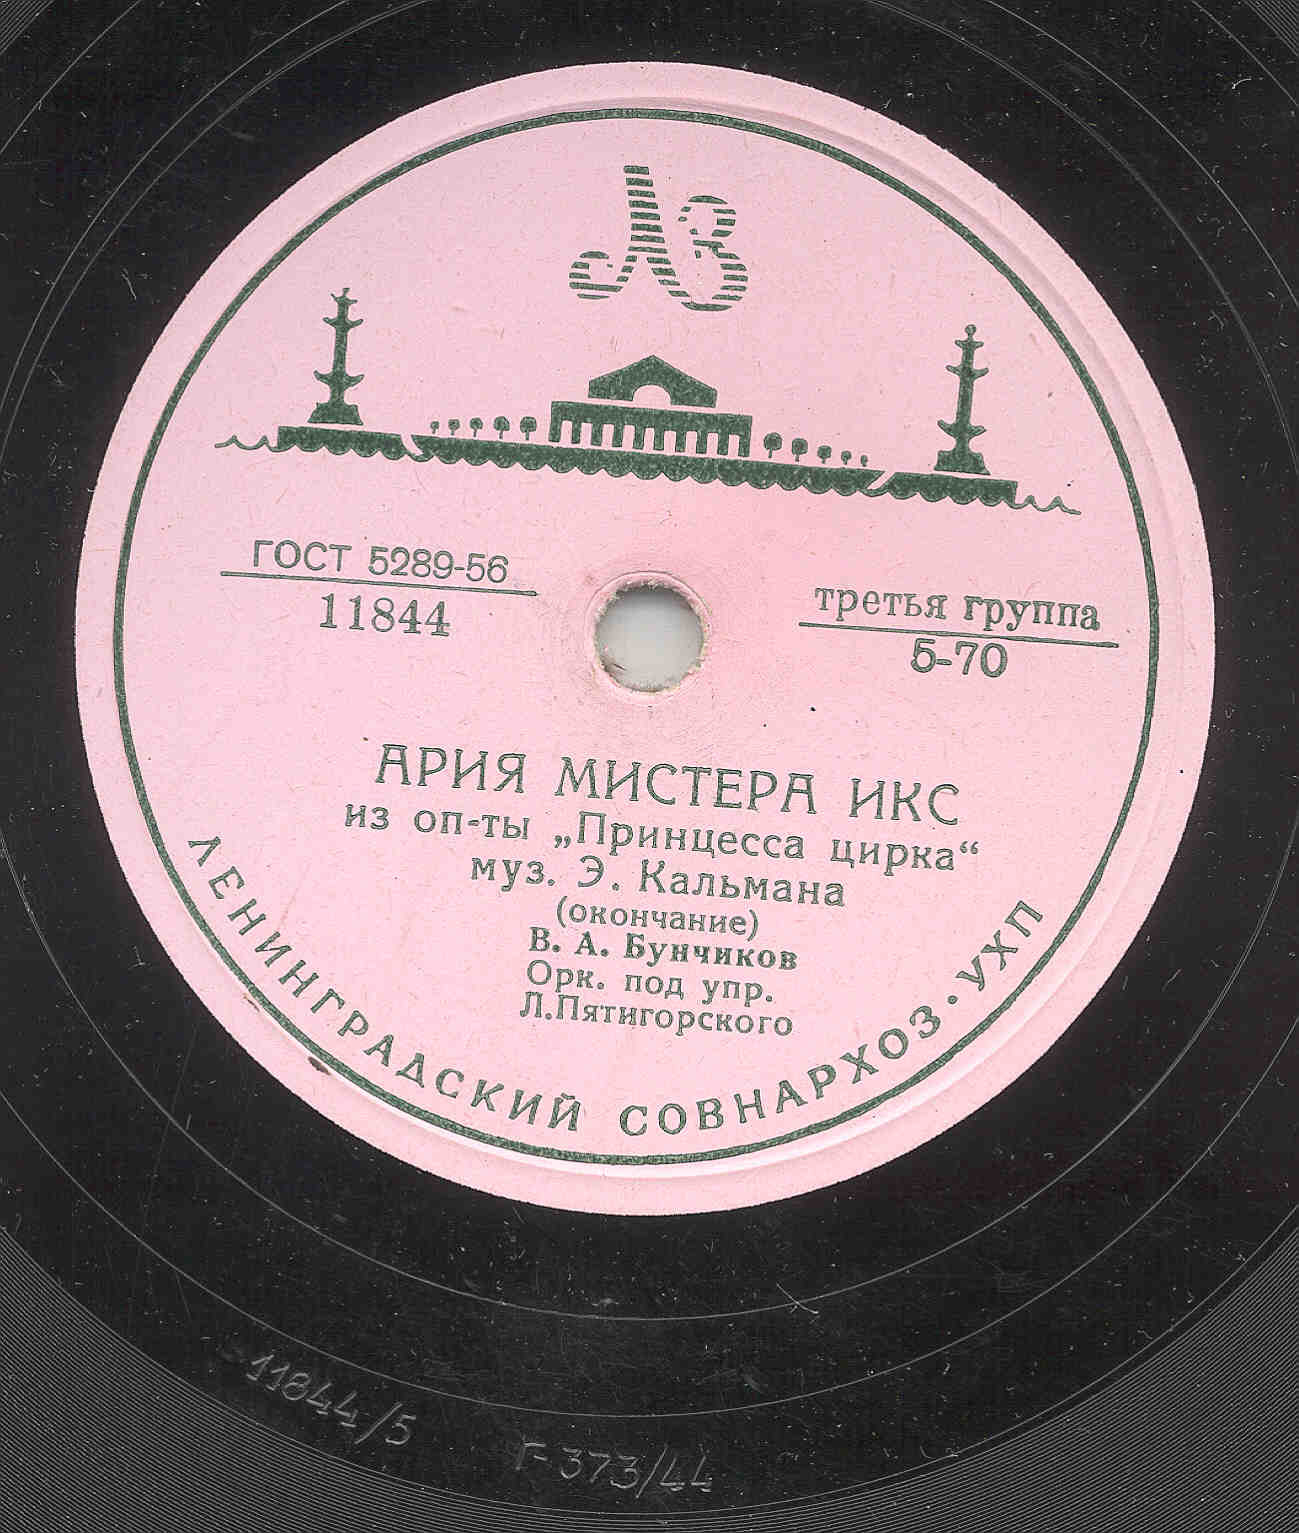 ЛЗ
ГОСТ 5289-56
11844
третья группа
5-70
АРИЯ МИСТЕРА ИКС
из оп-ты „Принцесса цирка“
муз. Э. Кальмана
(окончание)
В. А. Бунчиков
Орк. под упр.
Л.Пятигорского
ЛЕНИНГРАДСКИЙ СОВНАРХОЗ·УХП
11844/5
Г-373/44